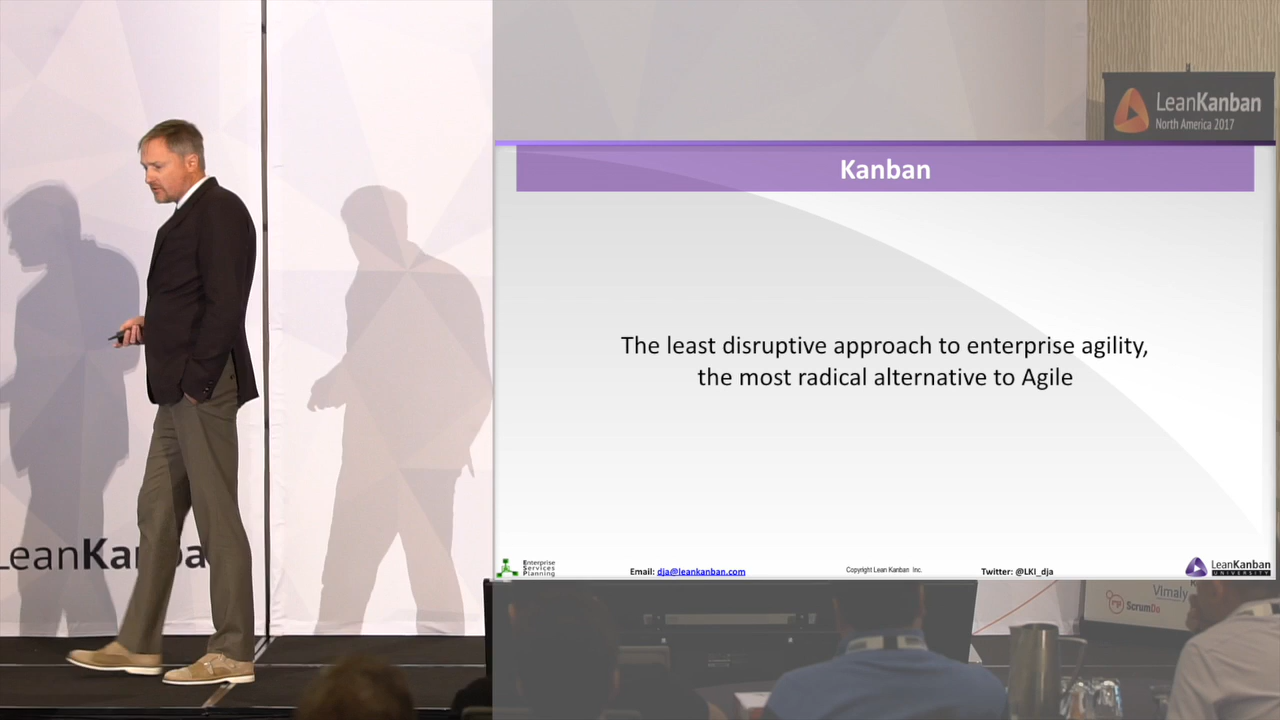 LeanKanban
North America 2017
Kanban
The least disruptive approach to enterprise agility,
the most radical alternative to Agile
Enterprise
Services
Planning
Email: dja@leankanban.com
Copyright Lean Kanban Inc.
Twitter: @LKI_dja
LeanKanban
UNIVERSITY
Vimaly
ScrumDo